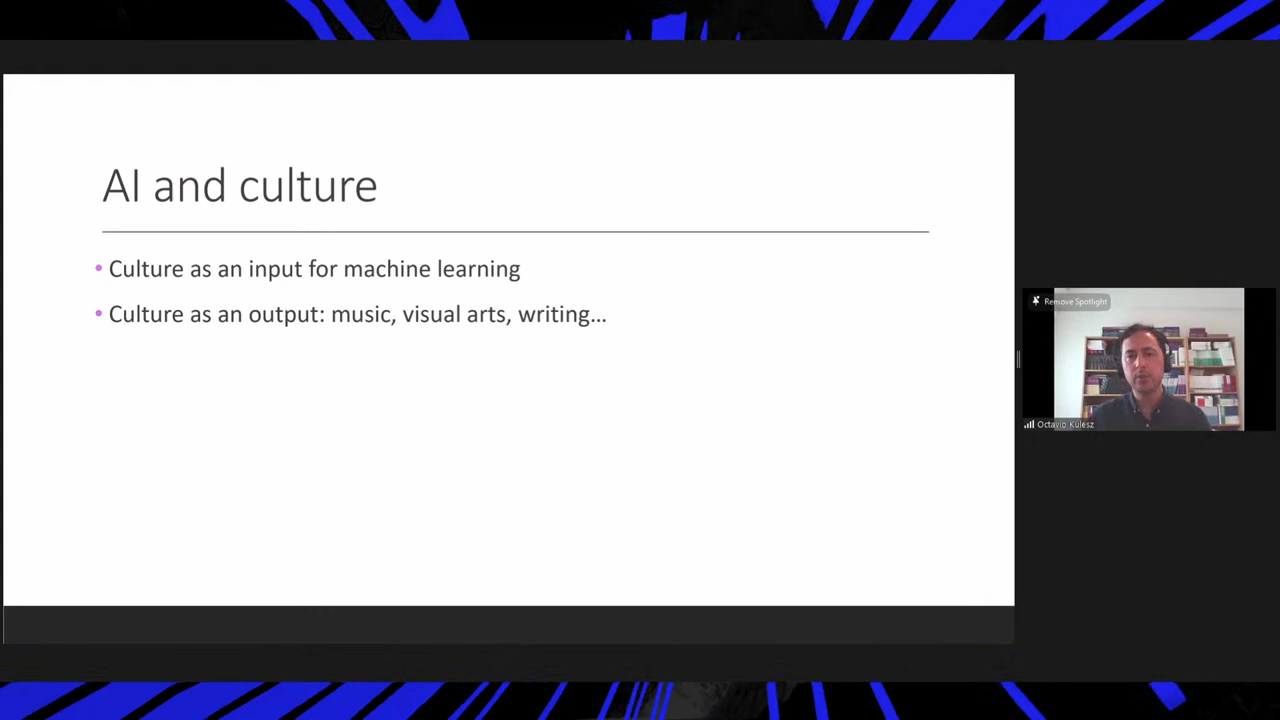 AI and culture
• Culture as an input for machine learning
• Culture as an output: music, visual arts, writing…
Remove Spotlight
Octavio Kulesz